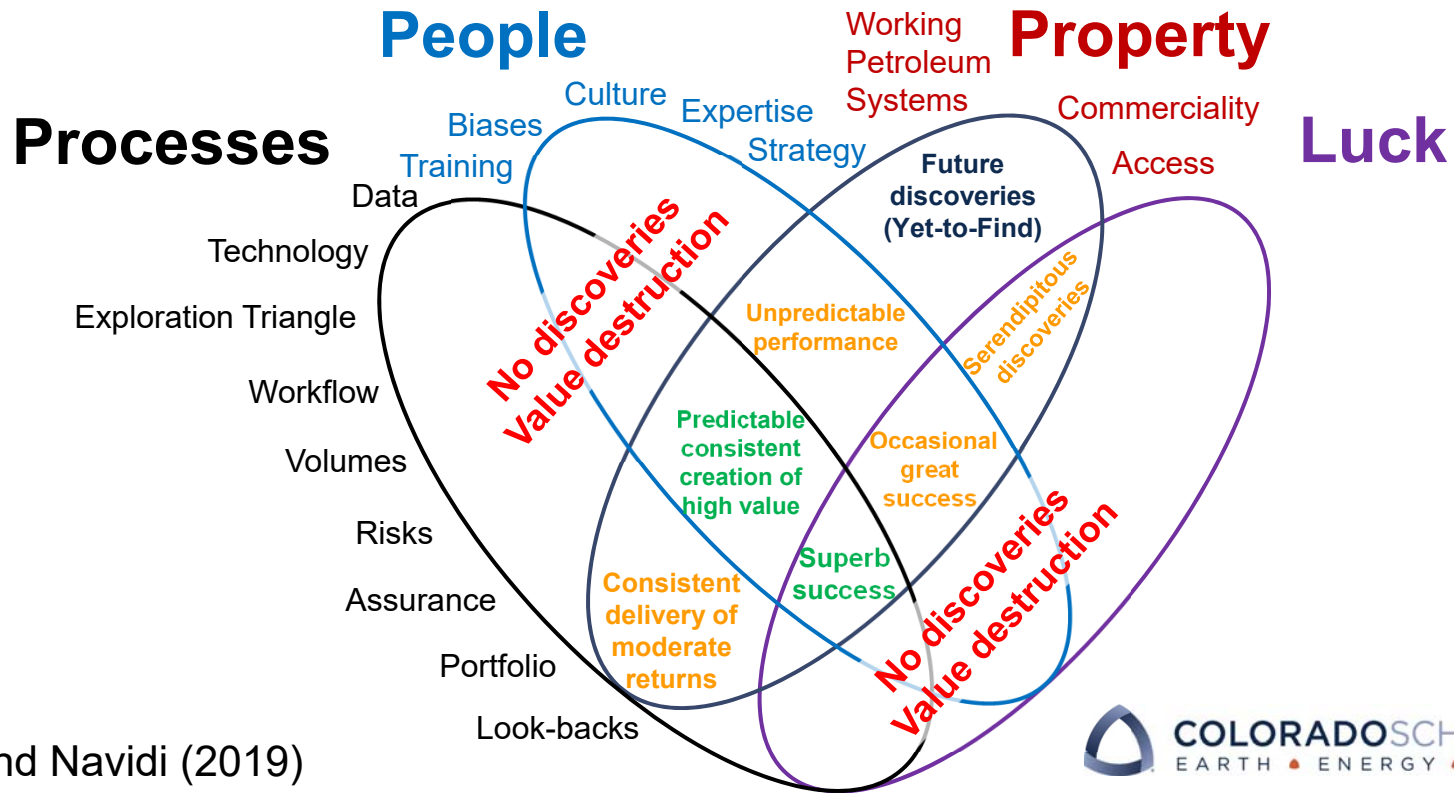 People
Working
Petroleum
Systems
Property
Processes
Culture
Biases
Expertise
Training
Strategy
Commerciality
Access
Luck
Data
Technology
Exploration Triangle
Workflow
Volumes
Risks
Assurance
Portfolio
Look-backs
No discoveries
Value destruction
Future
discoveries
(Yet-to-Find)
Unpredictable
performance
Serendipitous
discoveries
Predictable
consistent
creation of
high value
Occasional
great
success
Superb
success
Consistent
delivery of
moderate
returns
No discoveries
Value destruction
nd Navidi (2019)
COLORADOSCH
EARTH • ENERGY